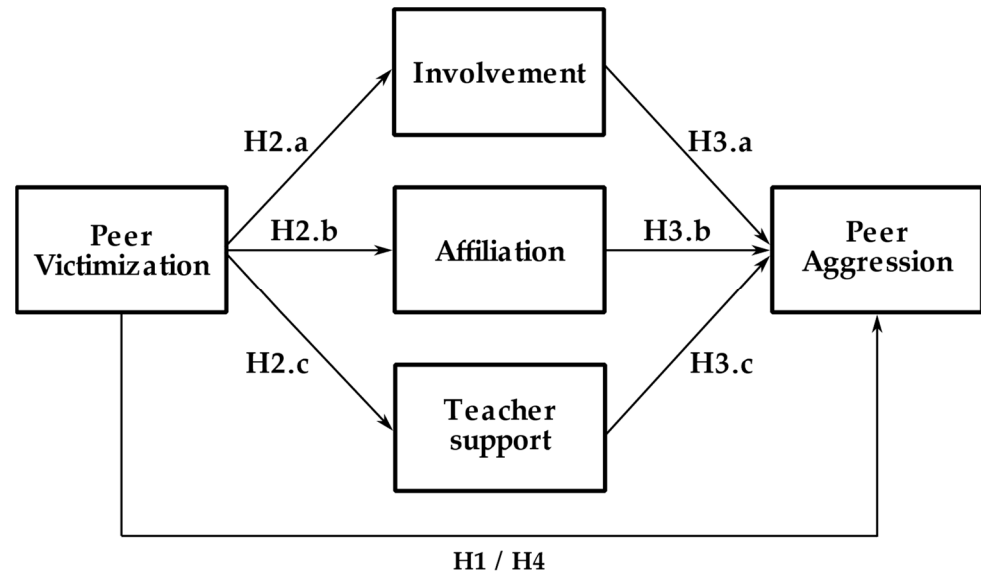 Involvement
H2.a
H3.a
Peer
Victimization
H2.b
Affiliation
H3.b
Peer
Aggression
H2.c
H3.c
Teacher
support
H1 / H4